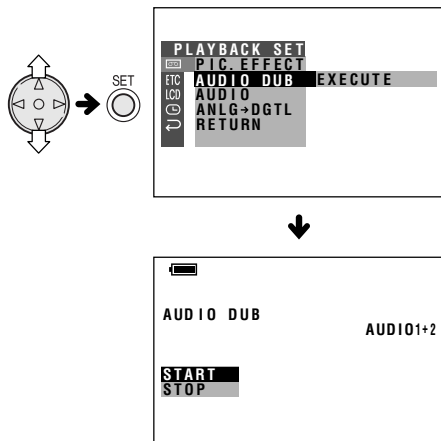 SET
PLAYBACK SET
PIC.EFFECT
ETC AUDIO DUB EXECUTE
LCD AUDIO
ANLG→DGTL
RETURN
AUDIO DUB
AUDIO1+2
START
STOP